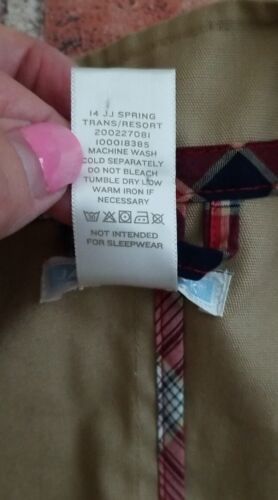 14 JJ SPRING
TRANS/RESORT
200227081
100018385
MACHINE WASH
COLD SEPARATELY
DO NOT BLEACH
TUMBLE DRY LOW
WARM IRON IF
NECESSARY
NOT INTENDED
FOR SLEEPWEAR